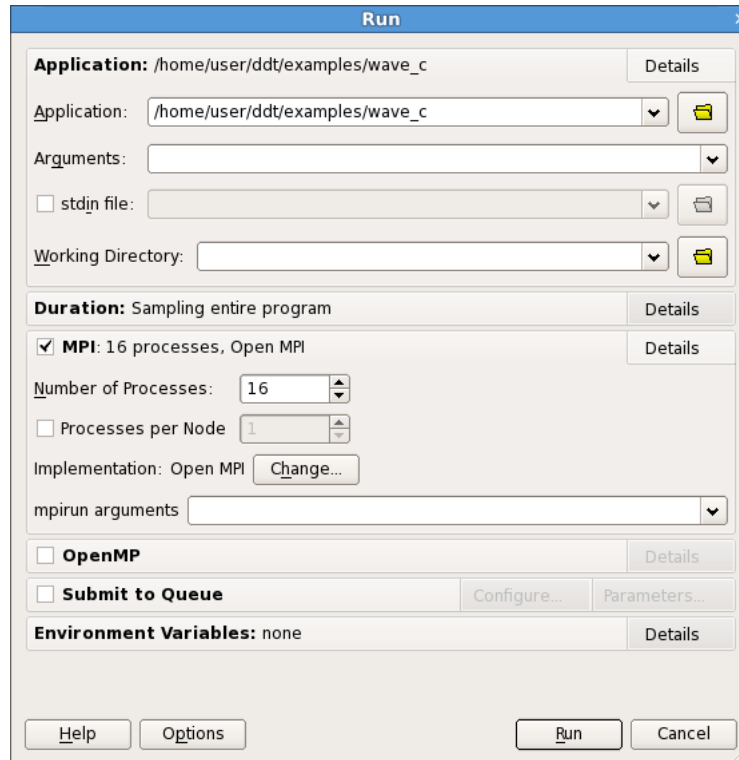 Run
Application: /home/user/ddt/examples/wave_c Details
Application: /home/user/ddt/examples/wave_c
Arguments:
stdin file:
Working Directory:
Duration: Sampling entire program Details
MPI: 16 processes, Open MPI Details
Number of Processes: 16
Processes per Node 1
Implementation: Open MPI Change...
mpirun arguments
OpenMP Details
Submit to Queue Configure... Parameters...
Environment Variables: none Details
Help Options Run Cancel